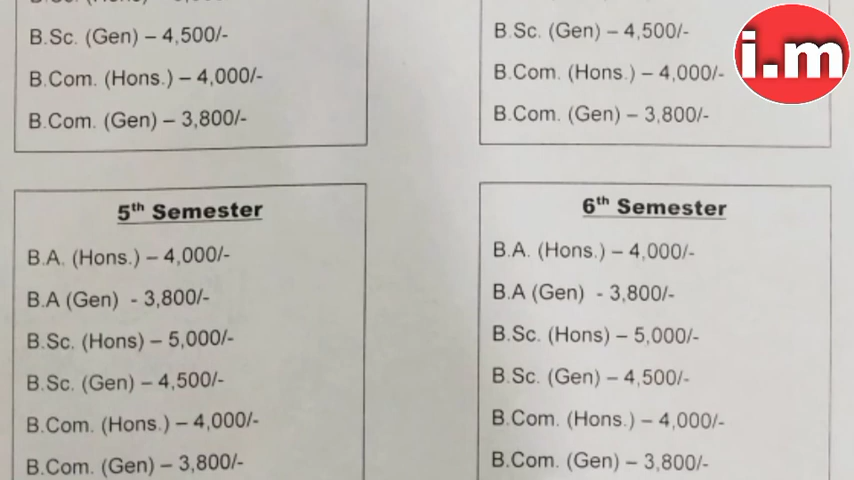 B.Sc. (Gen) – 4,500/-
B.Com. (Hons.) – 4,000/-
B.Com. (Gen) – 3,800/-
B.Sc. (Gen) – 4,500/-
B.Com. (Hons.) – 4,000/-
B.Com. (Gen) – 3,800/-
i.m
5th Semester
B.A. (Hons.) – 4,000/-
B.A (Gen) - 3,800/-
B.Sc. (Hons) – 5,000/-
B.Sc. (Gen) – 4,500/-
B.Com. (Hons.) – 4,000/-
B.Com. (Gen) – 3,800/-
6th Semester
B.A. (Hons.) – 4,000/-
B.A (Gen) - 3,800/-
B.Sc. (Hons) – 5,000/-
B.Sc. (Gen) – 4,500/-
B.Com. (Hons.) – 4,000/-
B.Com. (Gen) – 3,800/-